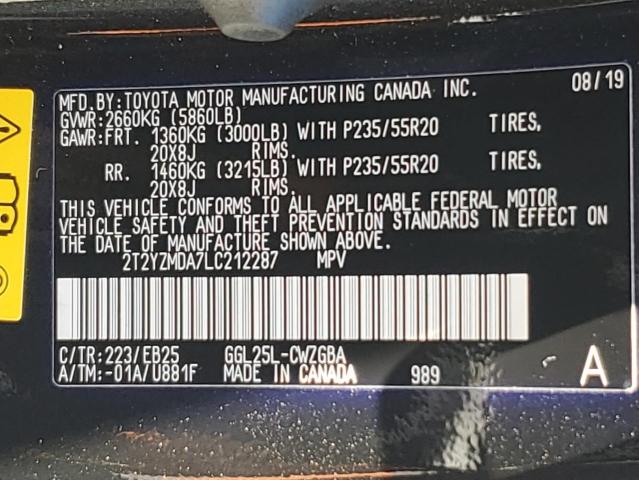 MFD.BY:TOYOTA MOTOR MANUFACTURING CANADA INC. 08/19
GVWR:2660KG (5860LB)
GAWR:FRT. 1360KG (3000LB) WITH P235/55R20 TIRES,
20X8J RIMS.
RR. 1460KG (3215LB) WITH P235/55R20 TIRES,
20X8J RIMS.
THIS VEHICLE CONFORMS TO ALL APPLICABLE FEDERAL MOTOR
VEHICLE SAFETY AND THEFT PREVENTION STANDARDS IN EFFECT ON
THE DATE OF MANUFACTURE SHOWN ABOVE.
2T2YZMDA7LC212287 MPV
C/TR:223/EB25 GGL25L-CWZGBA
A/TM:-01A/U881F MADE IN CANADA 989 A